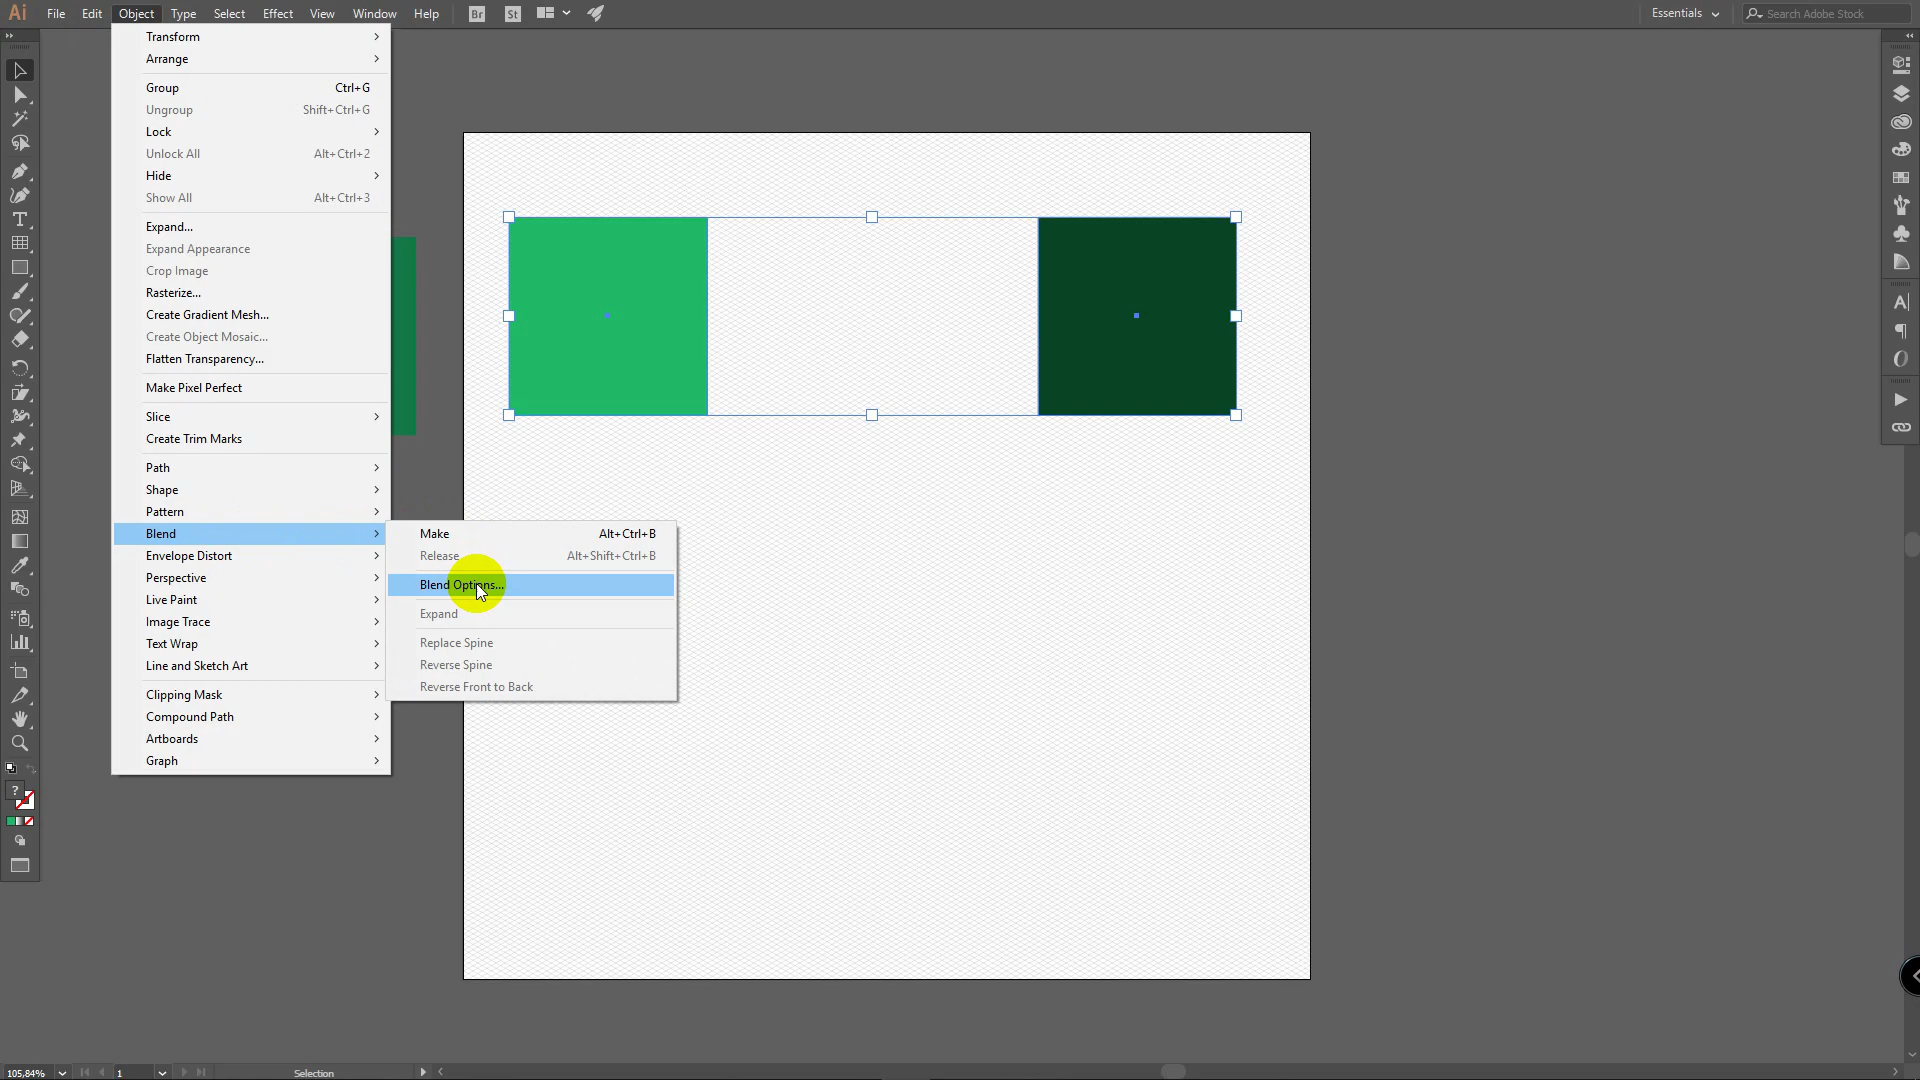 Ai File Edit Object Type Select Effect View Window Help Br St Essentials Search Adobe Stock
Transform
Arrange
Group Ctrl+G
Ungroup Shift+Ctrl+G
Lock
Unlock All Alt+Ctrl+2
Hide
Show All Alt+Ctrl+3
Expand...
Expand Appearance
Crop Image
Rasterize...
Create Gradient Mesh...
Create Object Mosaic...
Flatten Transparency...
Make Pixel Perfect
Slice
Create Trim Marks
Path
Shape
Pattern
Blend
Envelope Distort
Perspective
Live Paint
Image Trace
Text Wrap
Line and Sketch Art
Clipping Mask
Compound Path
Artboards
Graph
Make Alt+Ctrl+B
Release Alt+Shift+Ctrl+B
Blend Options...
Expand
Replace Spine
Reverse Spine
Reverse Front to Back
105,84% 1 Selection